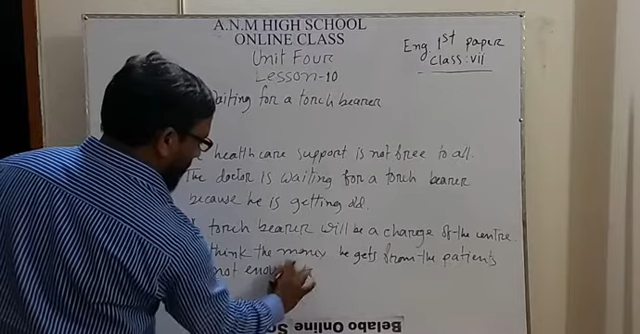 A.N.M HIGH SCHOOL
ONLINE CLASS
Eng 1st paper
Class: VII
Unit Four
Lesson-10
for a torch bearer
health care support is not free to all.
The doctor is waiting for a torch bearer
because he is getting old.
torch bearer will be a charge of the centre.
think the money he gets from the patients
not
Belabo Online